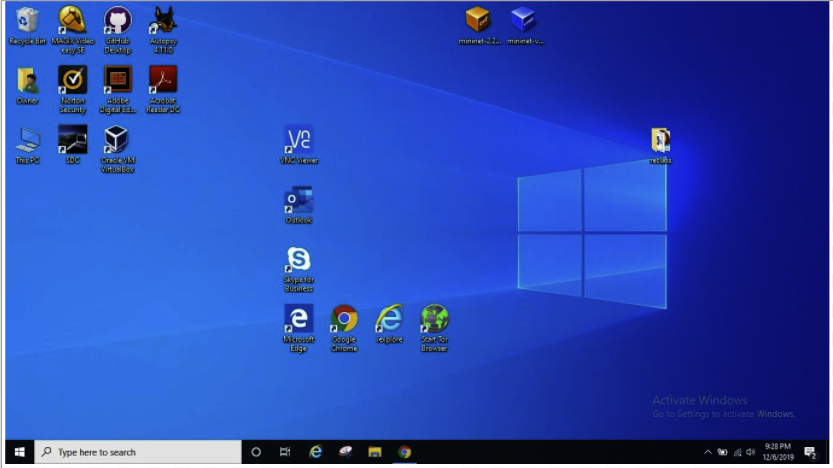 Recycle Bin
MAGIX Video
easy SE
GitHub
Desktop
Autopsy
4.11.0
mininet-2.2...
mininet-v...
Owner
Norton
Security
Adobe
Digital Ed...
Acrobat
Reader DC
This PC
SDC
Oracle VM
VirtualBox
VNC Viewer
reclass
Outlook
Skype for
Business
Microsoft
Edge
Google
Chrome
iexplore
Start Tor
Browser
Activate Windows
Go to Settings to activate Windows.
Type here to search
9:28 PM
12/6/2019
2